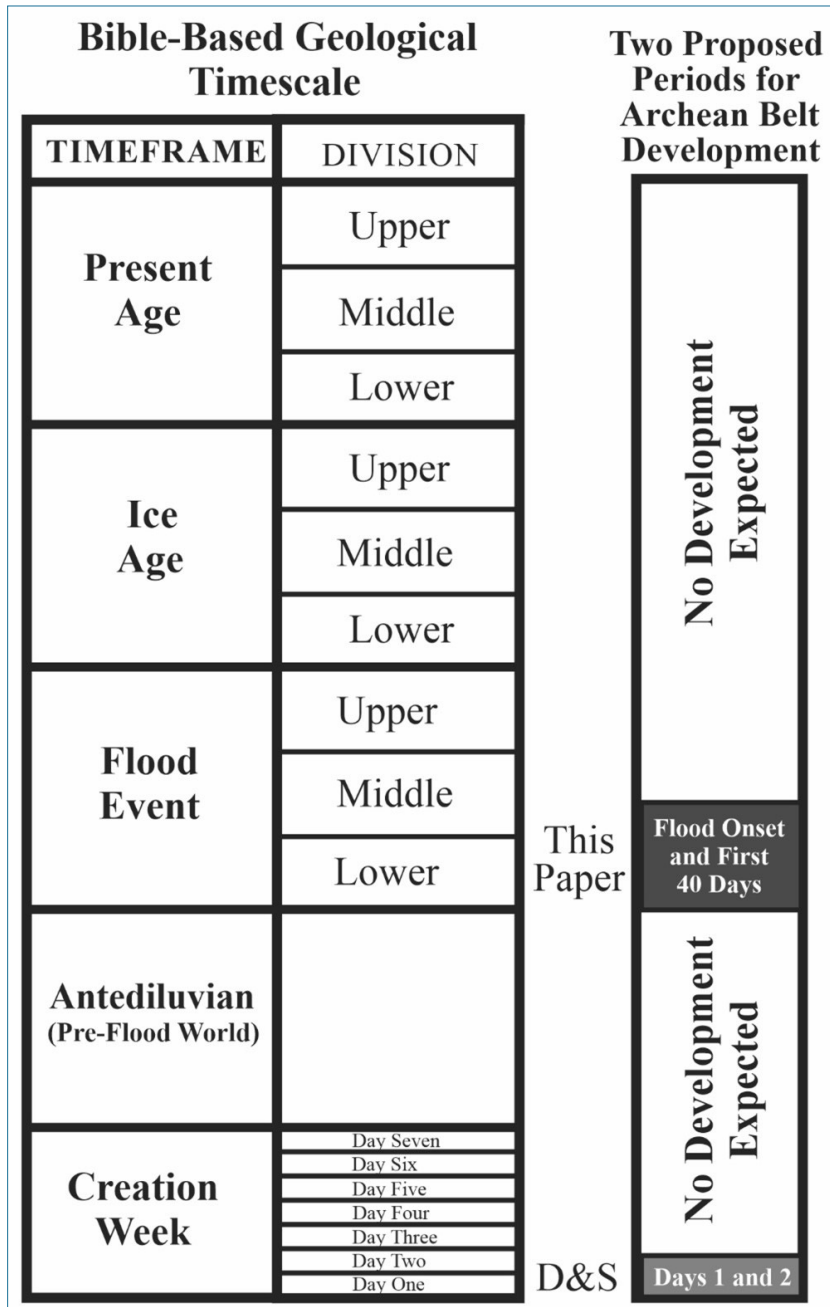 Bible-Based Geological
Timescale
TIMEFRAME
DIVISION
Present
Age
Upper
Middle
Lower
Ice
Age
Upper
Middle
Lower
Flood
Event
Upper
Middle
Lower
Antediluvian
(Pre-Flood World)
Creation
Week
Day Seven
Day Six
Day Five
Day Four
Day Three
Day Two
Day One
Two Proposed
Periods for
Archean Belt
Development
No Development
Expected
This
Paper
Flood Onset
and First
40 Days
No Development
Expected
D&S
Days 1 and 2